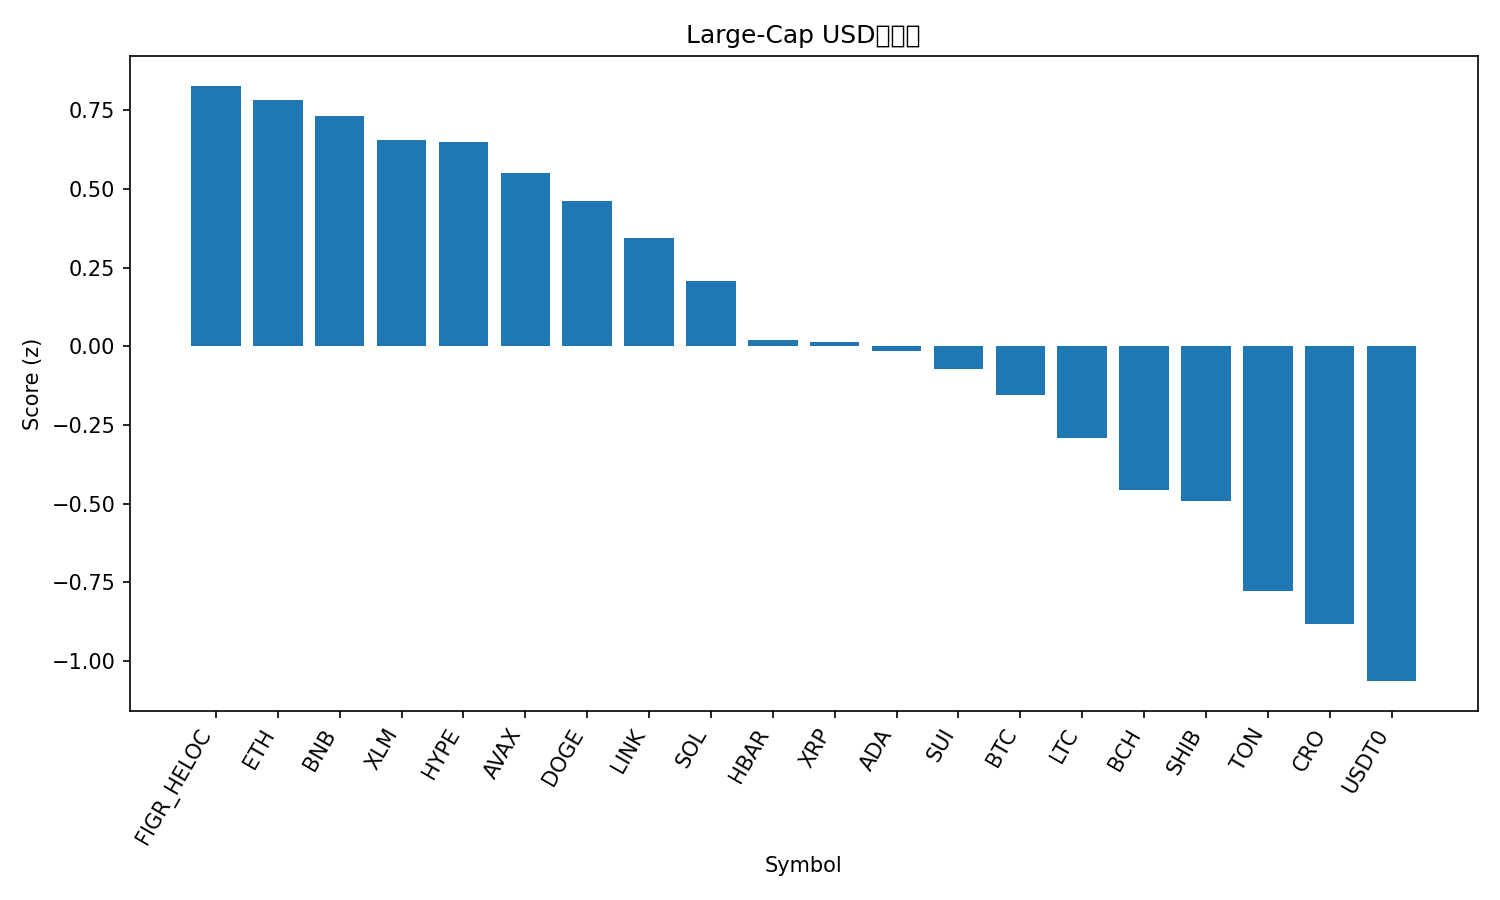 Large-Cap USD
0.75
0.50
0.25
0.00
−0.25
−0.50
−0.75
−1.00
Score (z)
FIGR_HELOC
ETH
BNB
XLM
HYPE
AVAX
DOGE
LINK
SOL
HBAR
XRP
ADA
SUI
BTC
LTC
BCH
SHIB
TON
CRO
USDT0
Symbol